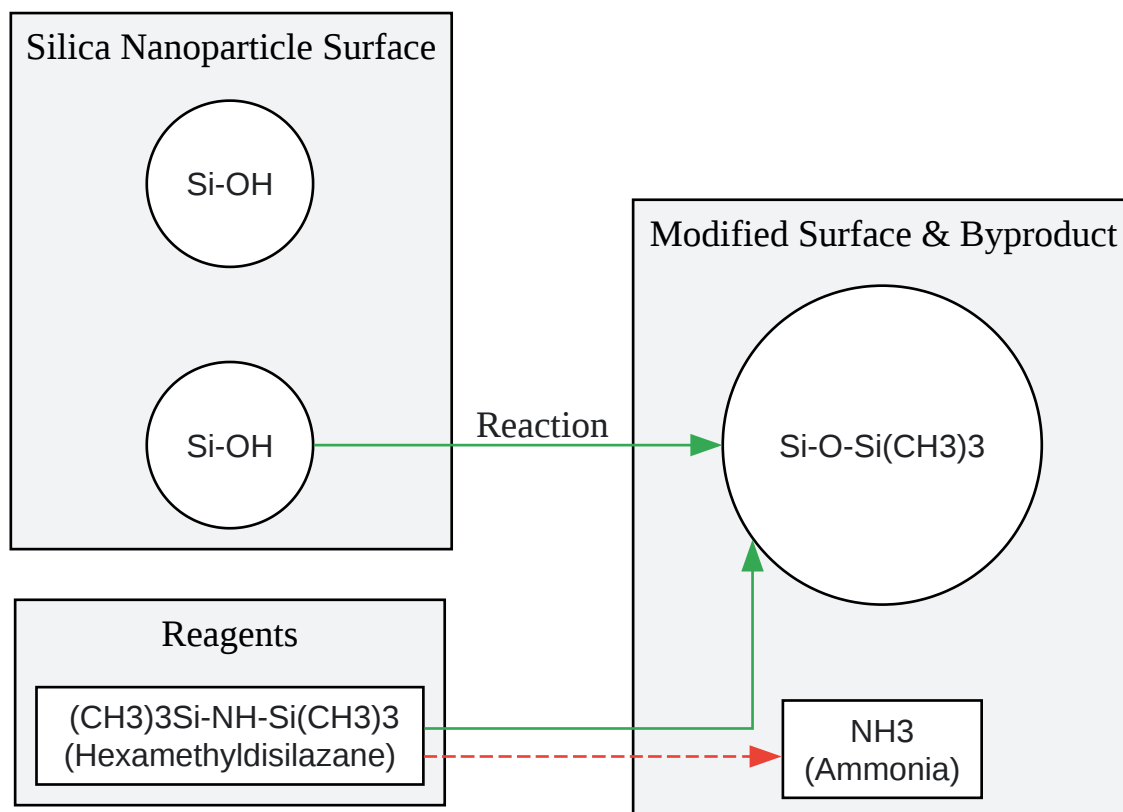 Silica Nanoparticle Surface
Si-OH
Si-OH
Reaction
Modified Surface & Byproduct
Si-O-Si(CH3)3
Reagents
(CH3)3Si-NH-Si(CH3)3
(Hexamethyldisilazane)
NH3
(Ammonia)